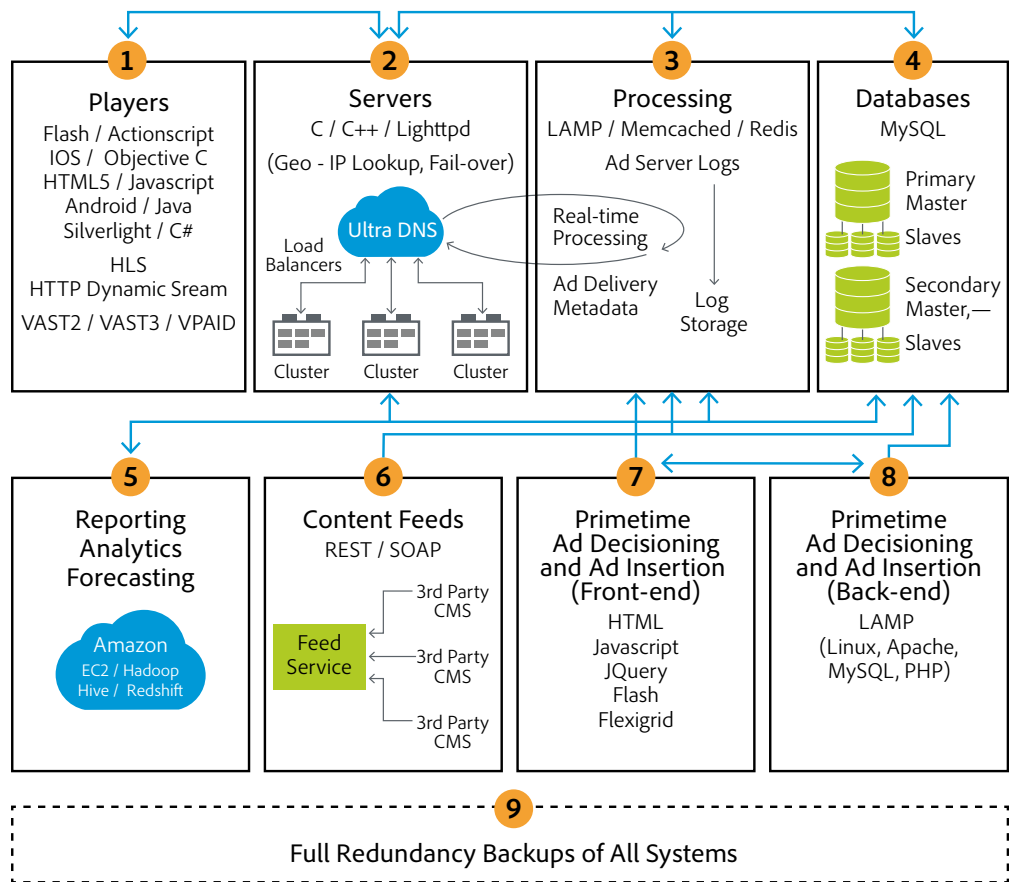 1
Players
Flash / Actionscript
IOS / Objective C
HTML5 / Javascript
Android / Java
Silverlight / C#
HLS
HTTP Dynamic Sream
VAST2 / VAST3 / VPAID
2
Servers
C / C++ / Lighttpd
(Geo - IP Lookup, Fail-over)
Ultra DNS
Load
Balancers
Cluster
Cluster
Cluster
3
Processing
LAMP / Memcached / Redis
Ad Server Logs
Real-time
Processing
Ad Delivery
Metadata
Log
Storage
4
Databases
MySQL
Primary
Master
Slaves
Secondary
Master,—
Slaves
5
Reporting
Analytics
Forecasting
Amazon
EC2 / Hadoop
Hive / Redshift
6
Content Feeds
REST / SOAP
Feed
Service
3rd Party
CMS
3rd Party
CMS
3rd Party
CMS
7
Primetime
Ad Decisioning
and Ad Insertion
(Front-end)
HTML
Javascript
JQuery
Flash
Flexigrid
8
Primetime
Ad Decisioning
and Ad Insertion
(Back-end)
LAMP
(Linux, Apache,
MySQL, PHP)
9
Full Redundancy Backups of All Systems